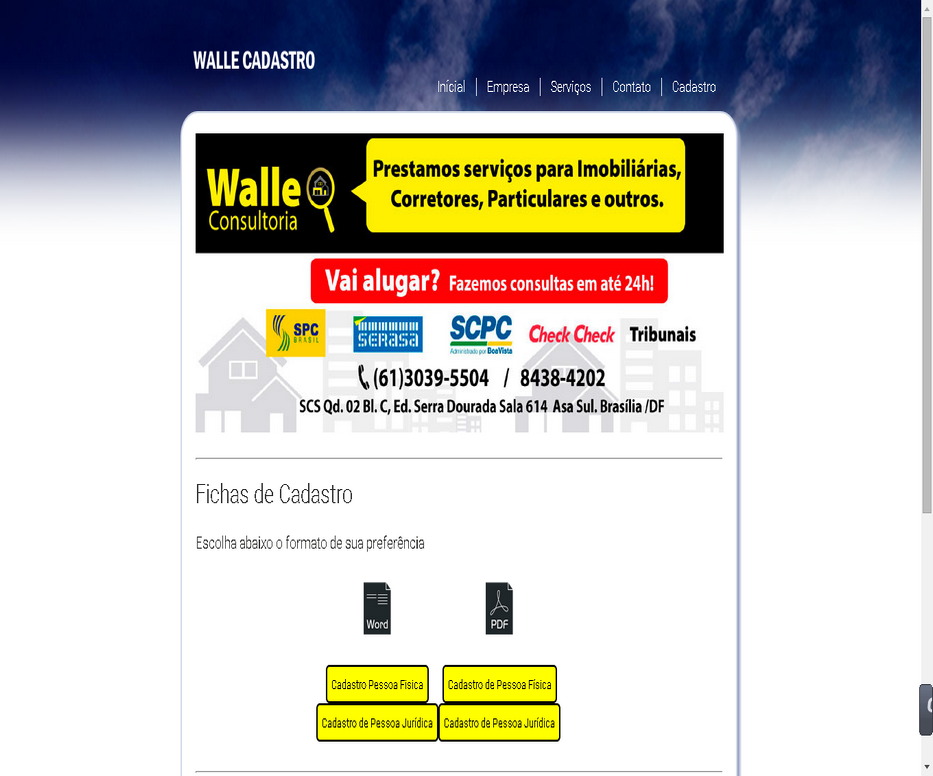 WALLE CADASTRO
Inícial Empresa Serviços Contato Cadastro
Prestamos serviços para Imobiliárias,
Corretores, Particulares e outros.
Walle
Consultoria
Vai alugar? Fazemos consultas em até 24h!
SPC
BRASIL
SERASA
SCPC
Administrado por BoaVista
Check Check
Tribunais
(61)3039-5504 / 8438-4202
SCS Qd. 02 Bl. C, Ed. Serra Dourada Sala 614 Asa Sul. Brasília /DF
Fichas de Cadastro
Escolha abaixo o formato de sua preferência
Word
PDF
Cadastro Pessoa Fisica
Cadastro de Pessoa Física
Cadastro de Pessoa Jurídica
Cadastro de Pessoa Jurídica